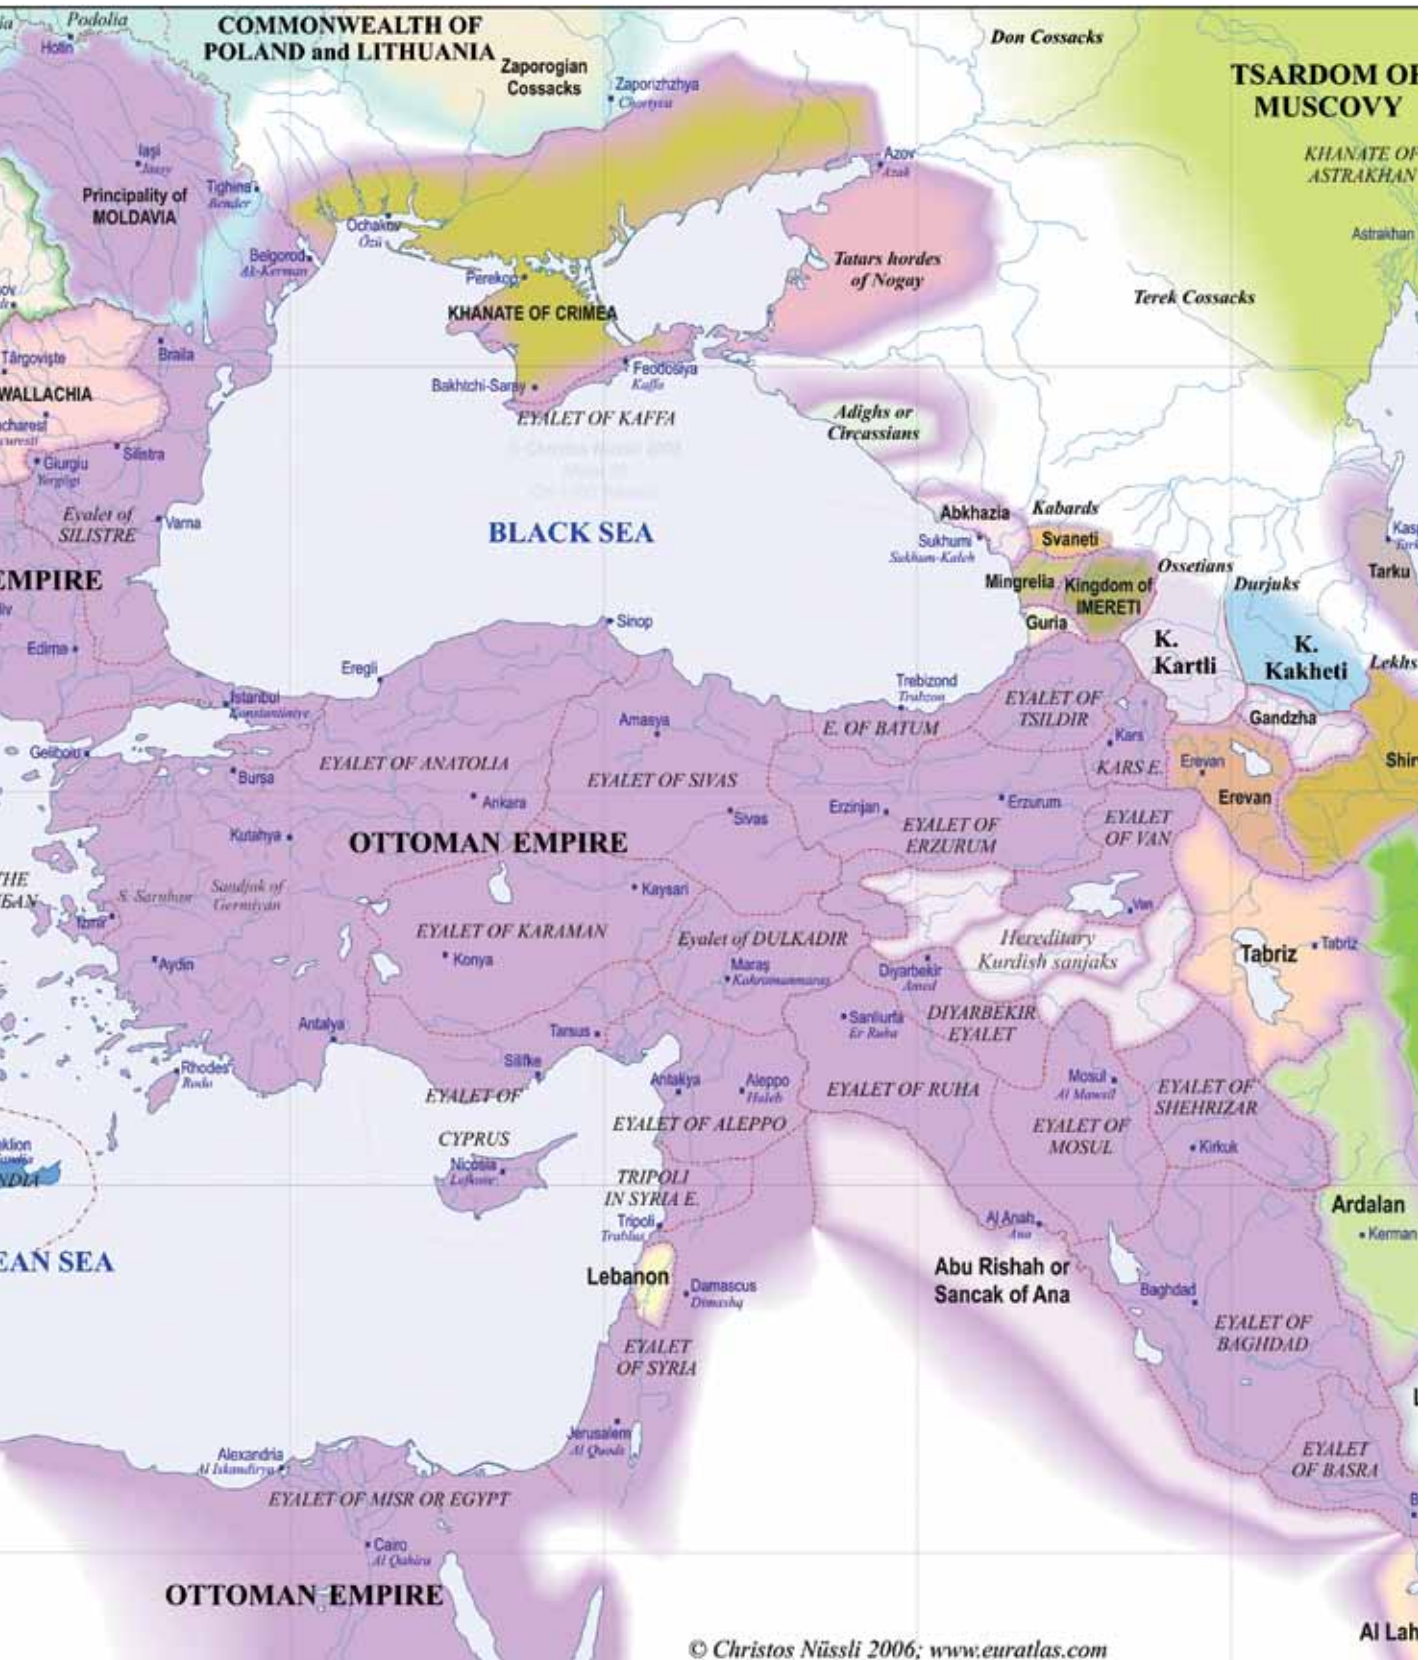 Podolia
COMMONWEALTH OF
POLAND and LITHUANIA
Hotin
Zaporogian
Cossacks
Zaporizhzhya
Chortyca
Don Cossacks
TSARDOM OF
MUSCOVY
KHANATE OF
ASTRAKHAN
Astrakhan
Iaşi
Jassy
Principality of
MOLDAVIA
Tighina
Bender
Azov
Azak
Ochakov
Özü
Belgorod
Ak-Kerman
Perekop
KHANATE OF CRIMEA
Tatars hordes
of Nogay
Terek Cossacks
Târgovişte
Braila
WALLACHIA
Bakhtchi-Saray
Feodosiya
Kaffa
EYALET OF KAFFA
Adighs or
Circassians
Giurgiu
Yergögi
Silistra
Eyalet of
SILISTRE
Varna
BLACK SEA
Abkhazia
Kabards
Sukhumi
Sukhum-Kaleh
Svaneti
Mingrelia
Kingdom of
IMERETI
Ossetians
Durjuks
Tarku
EMPIRE
Guria
K.
Kartli
K.
Kakheti
Lekhs
Edirna
Sinop
Eregli
Istanbul
Konstantiniye
Trebizond
Trabzon
EYALET OF
TSILDIR
Gandzha
Amasya
E. OF BATUM
Kars
Gelibolu
Bursa
EYALET OF ANATOLIA
EYALET OF SIVAS
KARS E.
Erevan
Erevan
Ankara
Sivas
Erzinjan
Erzurum
EYALET OF
ERZURUM
EYALET
OF VAN
Kutahya
OTTOMAN EMPIRE
S. Saruhan
Sandjak of
Germiyan
Kaysari
Van
Izmir
EYALET OF KARAMAN
Konya
Eyalet of DULKADIR
Hereditary
Kurdish sanjaks
Tabriz
Tabriz
Aydin
Maraş
Kahramanmaras
Diyarbekir
Amed
Antalya
Tarsus
Sanliurfa
Er Ruha
DIYARBEKIR
EYALET
Rhodes
Rodo
Silifke
EYALET OF
CYPRUS
Antakya
Aleppo
Haleb
EYALET OF RUHA
Mosul
Al Mawsil
EYALET OF
SHEHRIZAR
EYALET OF ALEPPO
EYALET OF
MOSUL
Kirkuk
Nicosia
Lefkoşe
TRIPOLI
IN SYRIA E.
Tripoli
Trablus
Al Anah
Ana
Ardalan
Kerman
EAN SEA
Lebanon
Damascus
Dimashq
Abu Rishah or
Sancak of Ana
Baghdad
EYALET OF
BAGHDAD
EYALET
OF SYRIA
Jerusalem
Al Quods
Alexandria
Al Iskandirya
EYALET
OF BASRA
EYALET OF MISR OR EGYPT
Cairo
Al Qahira
OTTOMAN EMPIRE
Al Lah
© Christos Nüssli 2006; www.euratlas.com